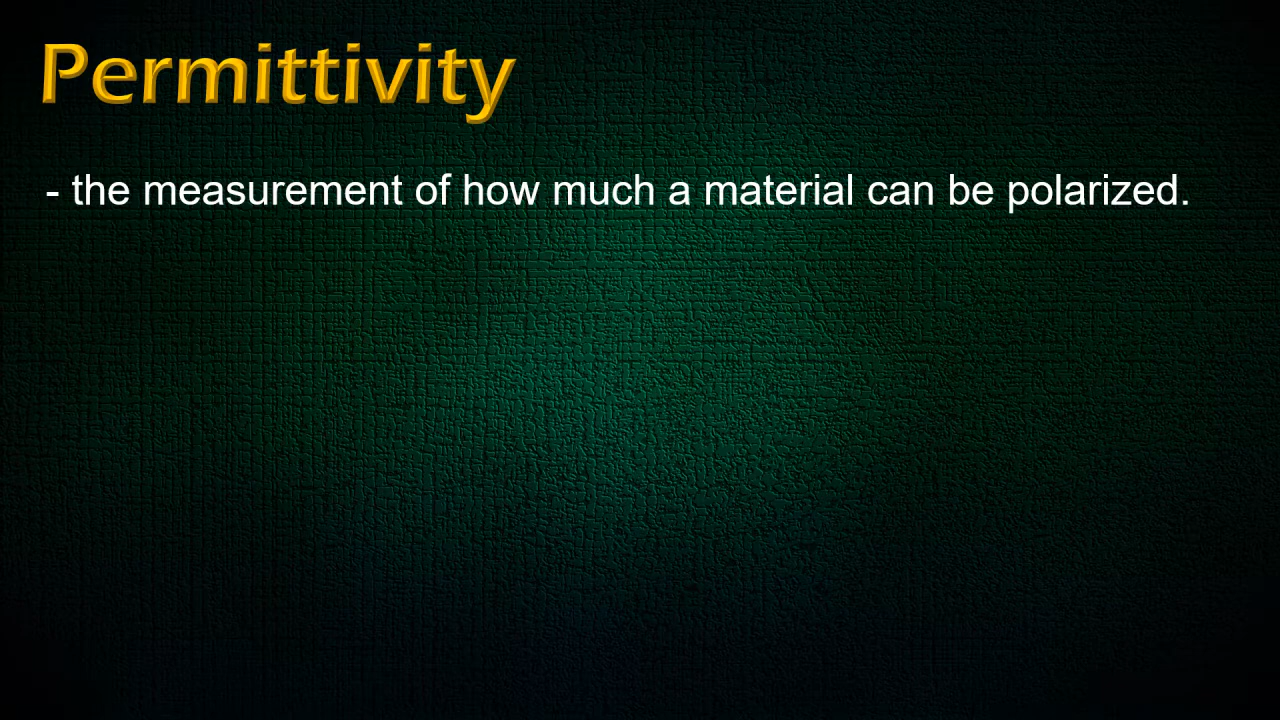 Permittivity
- the measurement of how much a material can be polarized.